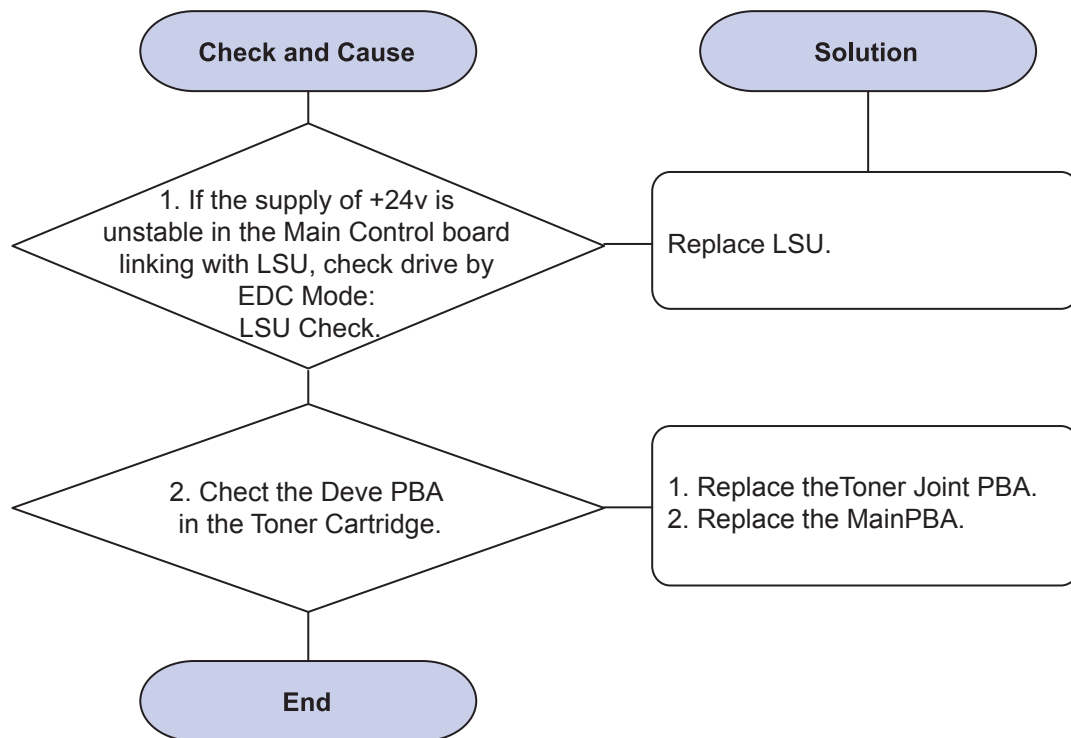 Check and Cause
Solution
1. If the supply of +24v is
unstable in the Main Control board
linking with LSU, check drive by
EDC Mode:
LSU Check.
Replace LSU.
2. Chect the Deve PBA
in the Toner Cartridge.
1. Replace theToner Joint PBA.
2. Replace the MainPBA.
End